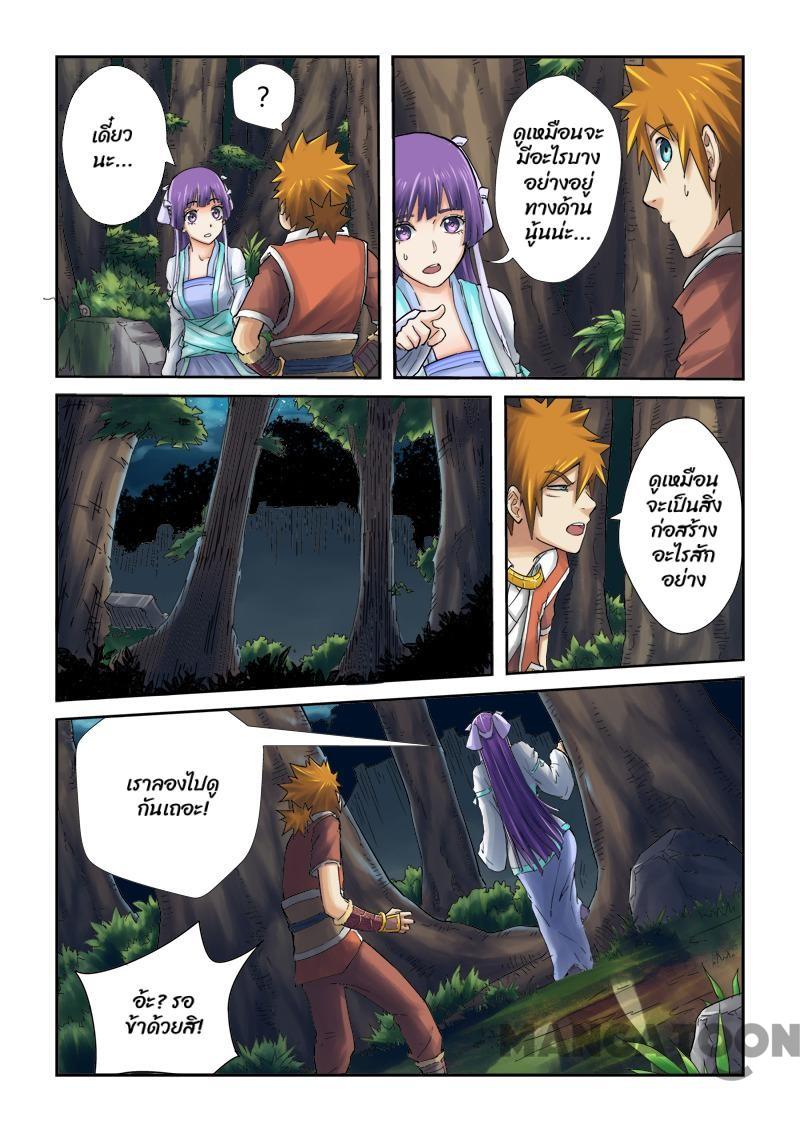 เดี๋ยว
นะ...
?
ดูเหมือนจะ
มีอะไรบาง
อย่างอยู่
ทางด้าน
นู้นน่ะ...
ดูเหมือน
จะเป็นสิ่ง
ก่อสร้าง
อะไรสัก
อย่าง
เราลองไปดู
กันเถอะ!
อ้ะ? รอ
ข้าด้วยสิ!
MANGATOON